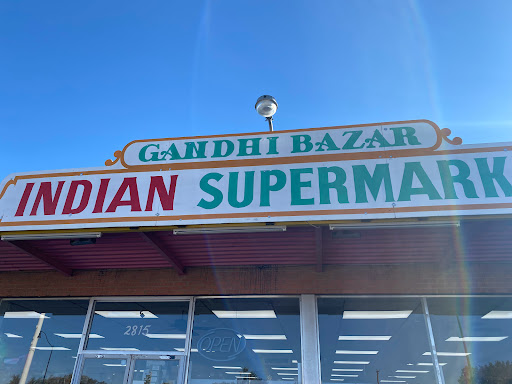 GANDHI BAZAR
INDIAN SUPERMARK
2815
OPEN